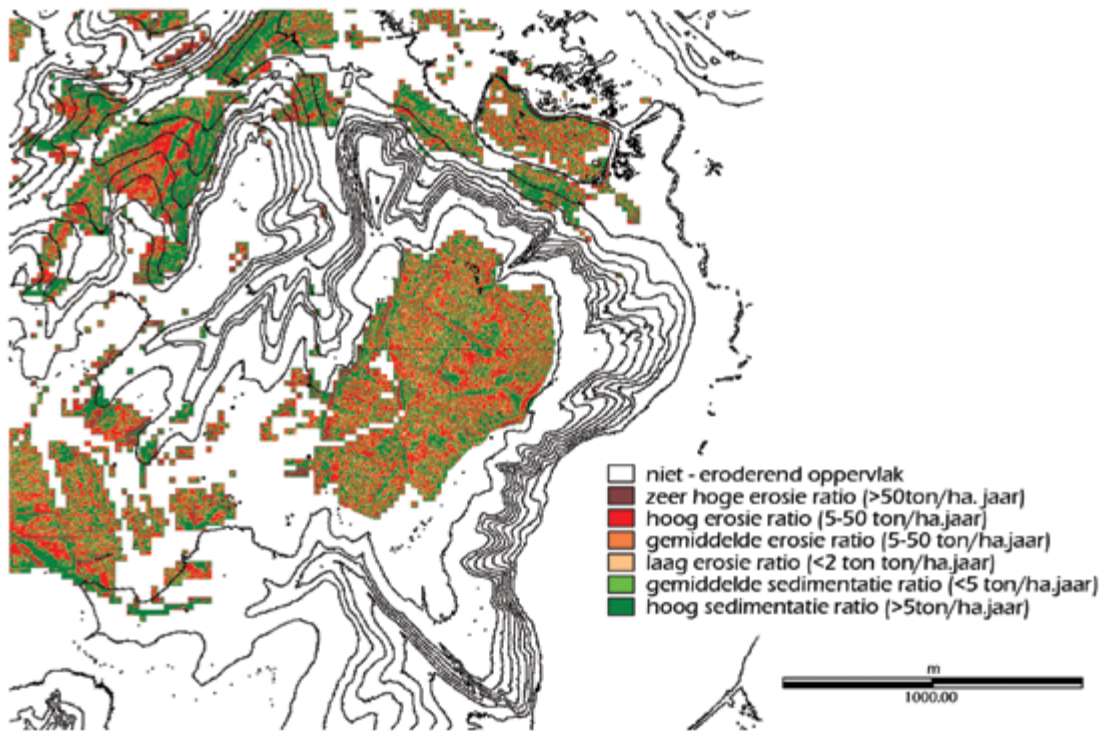 niet - eroderend oppervlak
zeer hoge erosie ratio (>50ton/ha. jaar)
hoog erosie ratio (5-50 ton/ha.jaar)
gemiddelde erosie ratio (5-50 ton/ha.jaar)
laag erosie ratio (<2 ton ton/ha.jaar)
gemiddelde sedimentatie ratio (<5 ton/ha.jaar)
hoog sedimentatie ratio (>5ton/ha.jaar)
m
1000.00